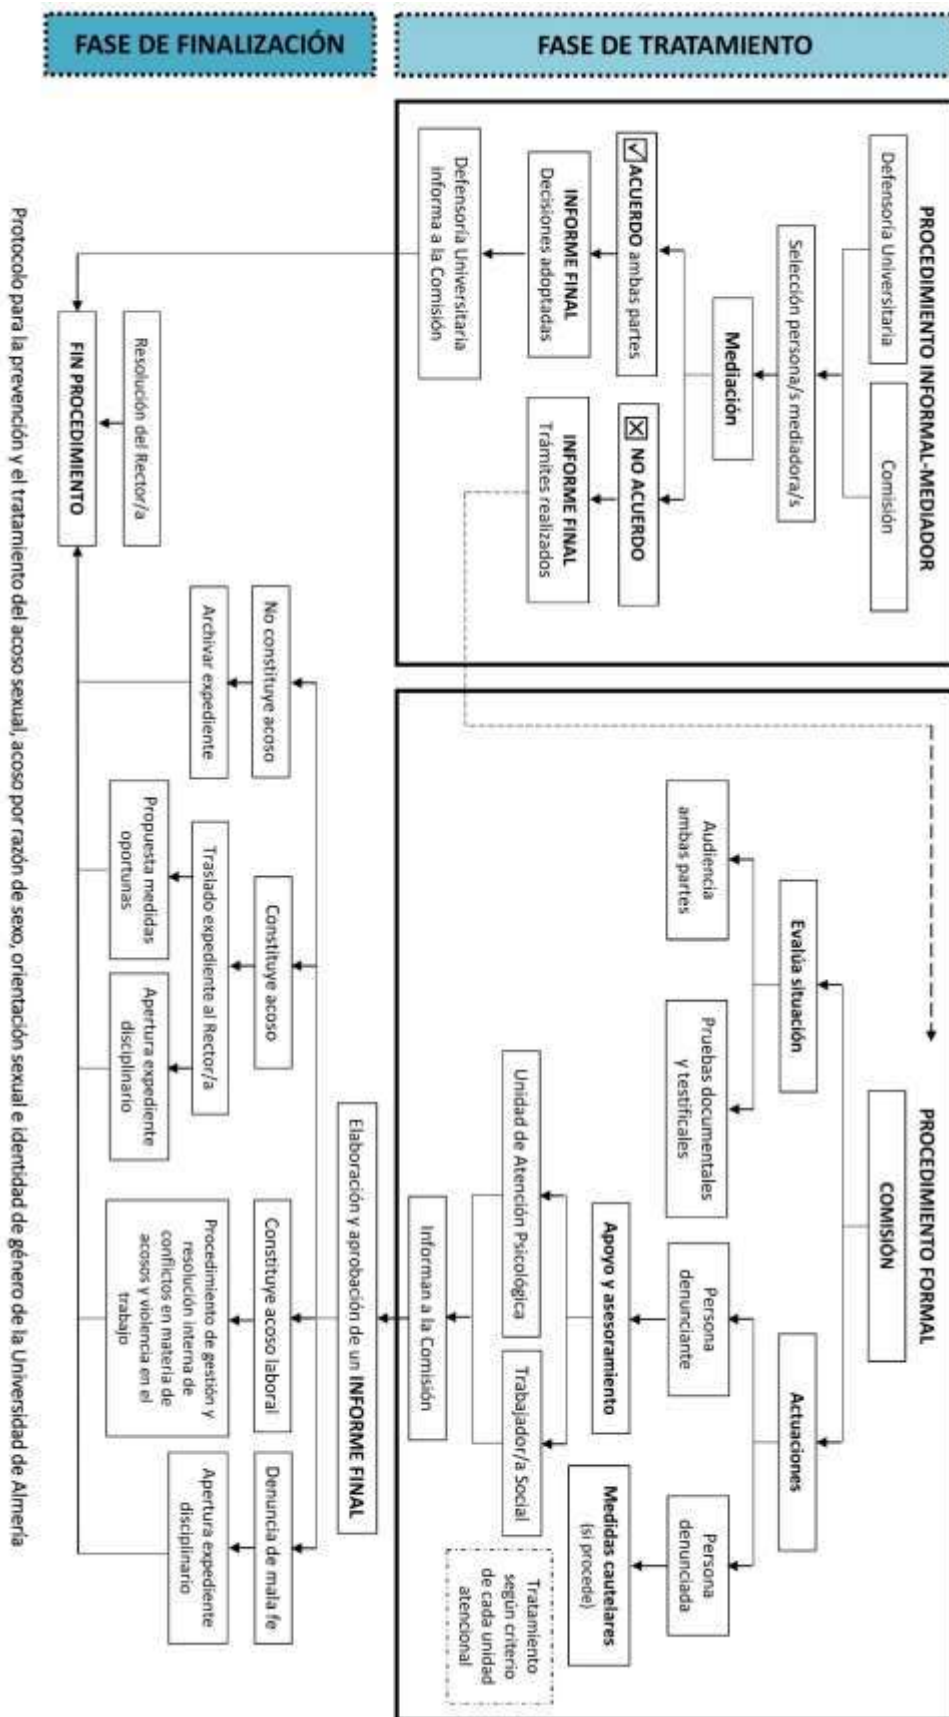 FASE DE TRATAMIENTO
PROCEDIMIENTO INFORMAL-MEDIADOR
Defensoría Universitaria
Comisión
Selección persona/s mediadora/s
Mediación
☑ ACUERDO ambas partes
☒ NO ACUERDO
INFORME FINAL
Decisiones adoptadas
INFORME FINAL
Trámites realizados
Defensoría Universitaria
informa a la Comisión
PROCEDIMIENTO FORMAL
COMISIÓN
Evalúa situación
Actuaciones
Audiencia
ambas partes
Pruebas documentales
y testificales
Persona
denunciante
Persona
denunciada
Apoyo y asesoramiento
Medidas cautelares
(si procede)
Unidad de Atención Psicológica
Trabajador/a Social
Tratamiento
según criterio
de cada unidad
atencional
Informan a la Comisión
FASE DE FINALIZACIÓN
Elaboración y aprobación de un INFORME FINAL
No constituye acoso
Constituye acoso
Constituye acoso laboral
Denuncia de mala fe
Archivar expediente
Traslado expediente al Rector/a
Procedimiento de gestión y
resolución interna de
conflictos en materia de
acosos y violencia en el
trabajo
Apertura expediente
disciplinario
Propuesta medidas
oportunas
Apertura expediente
disciplinario
Resolución del Rector/a
FIN PROCEDIMIENTO
Protocolo para la prevención y el tratamiento del acoso sexual, acoso por razón de sexo, orientación sexual e identidad de género de la Universidad de Almería